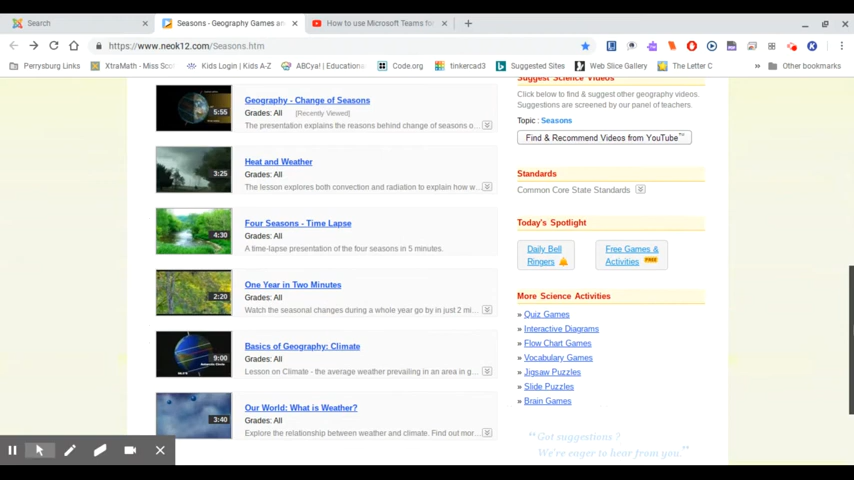 Search
Seasons - Geography Games an
How to use Microsoft Teams for
https://www.neok12.com/Seasons.htm
Perrysburg Links
XtraMath - Miss Scr
Kids Login | Kids A-Z
ABCya! | Educationa
Code.org
tinkercad3
Suggested Sites
Web Slice Gallery
The Letter C
»
Other bookmarks
5:55
Geography - Change of Seasons
Grades: All [Recently Viewed]
The presentation explains the reasons behind change of seasons o...
3:25
Heat and Weather
Grades: All
The lesson explores both convection and radiation to explain how w...
4:30
Four Seasons - Time Lapse
Grades: All
A time-lapse presentation of the four seasons in 5 minutes.
2:20
One Year in Two Minutes
Grades: All
Watch the seasonal changes during a whole year go by in just 2 mi...
9:00
Basics of Geography: Climate
Grades: All
Lesson on Climate - the average weather prevailing in an area in g...
3:40
Our World: What is Weather?
Grades: All
Explore the relationship between weather and climate. Find out mor...
Suggest Science Videos
Click below to find & suggest other geography videos.
Suggestions are screened by our panel of teachers.
Topic : Seasons
Find & Recommend Videos from YouTube™
Standards
Common Core State Standards
Today's Spotlight
Daily Bell
Ringers
Free Games &
Activities FREE
More Science Activities
» Quiz Games
» Interactive Diagrams
» Flow Chart Games
» Vocabulary Games
» Jigsaw Puzzles
» Slide Puzzles
» Brain Games
"Got suggestions ?
We're eager to hear from you."